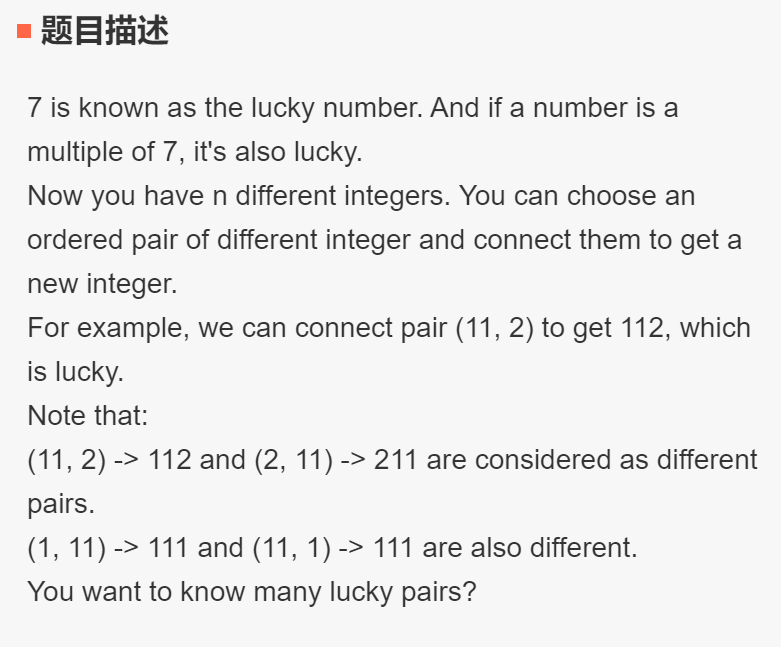 题目描述
7 is known as the lucky number. And if a number is a
multiple of 7, it's also lucky.
Now you have n different integers. You can choose an
ordered pair of different integer and connect them to get a
new integer.
For example, we can connect pair (11, 2) to get 112, which
is lucky.
Note that:
(11, 2) -> 112 and (2, 11) -> 211 are considered as different
pairs.
(1, 11) -> 111 and (11, 1) -> 111 are also different.
You want to know many lucky pairs?